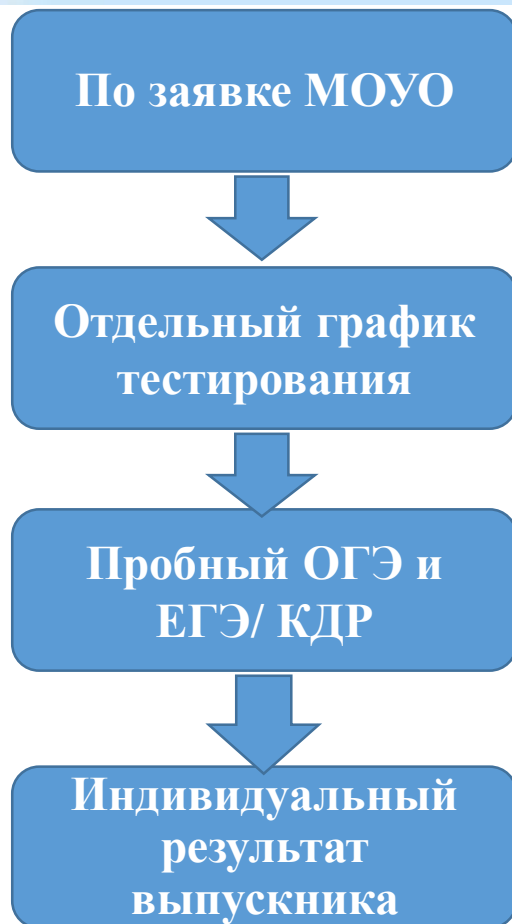 По заявке МОУО
Отдельный график
тестирования
Пробный ОГЭ и
ЕГЭ/ КДР
Индивидуальный
результат
выпускника